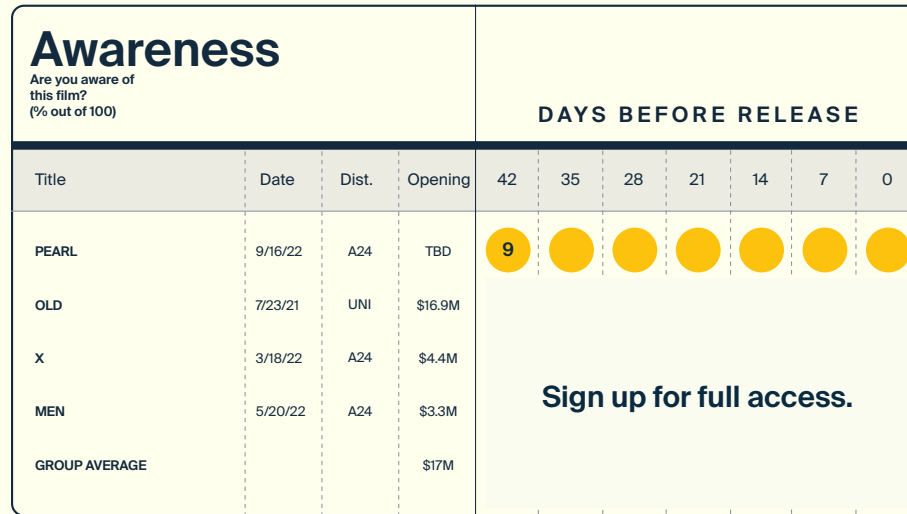 Awareness
Are you aware of
this film?
(% out of 100)
DAYS BEFORE RELEASE
Title Date Dist. Opening 42 35 28 21 14 7 0
PEARL 9/16/22 A24 TBD 9
OLD 7/23/21 UNI $16.9M
X 3/18/22 A24 $4.4M
MEN 5/20/22 A24 $3.3M
Sign up for full access.
GROUP AVERAGE $17M